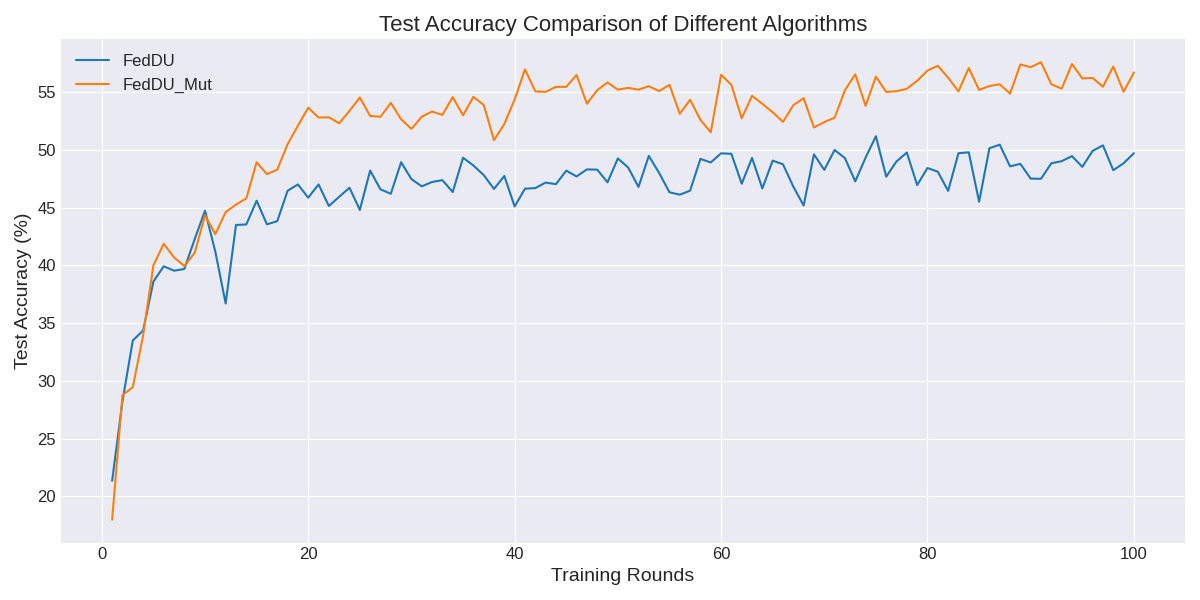 Test Accuracy Comparison of Different Algorithms
FedDU
FedDU_Mut
Test Accuracy (%)
55
50
45
40
35
30
25
20
0 20 40 60 80 100
Training Rounds